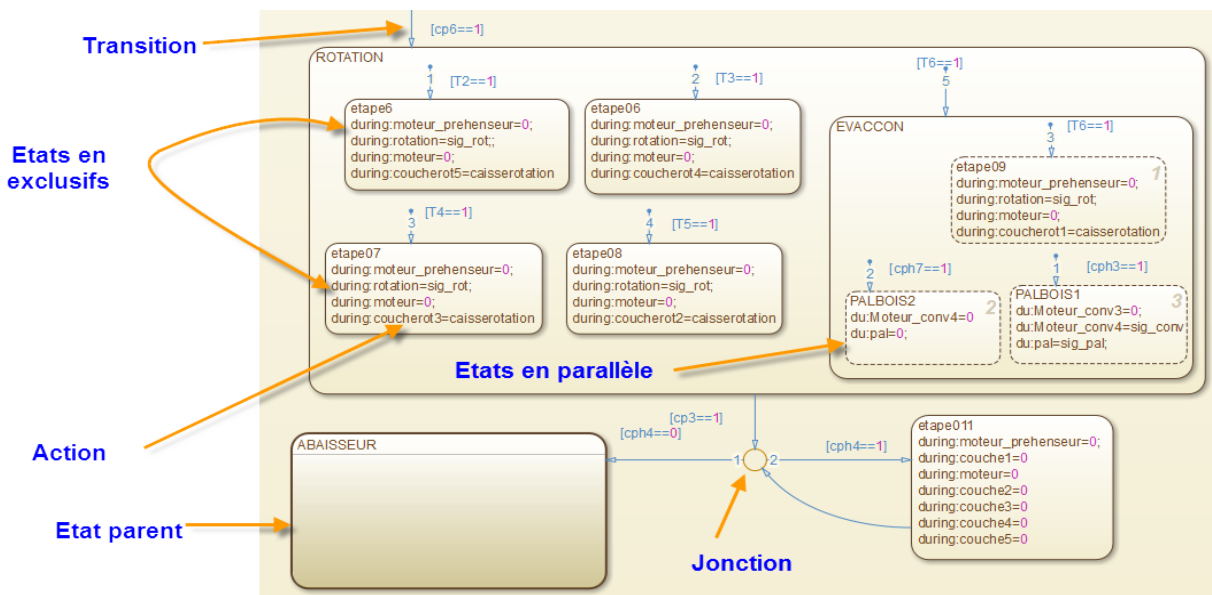 Transition
[cp6==1]
ROTATION
1 [T2==1]
2 [T3==1]
[T6==1]
5
etape6
during:moteur_prehenseur=0;
during:rotation=sig_rot;;
during:moteur=0;
during:coucherot5=caisserotation
etape06
during:moteur_prehenseur=0;
during:rotation=sig_rot;
during:moteur=0;
during:coucherot4=caisserotation
EVACCON
3 [T6==1]
etape09 1
during:moteur_prehenseur=0;
during:rotation=sig_rot;
during:moteur=0;
during:coucherot1=caisserotation
Etats en
exclusifs
3 [T4==1]
4 [T5==1]
etape07
during:moteur_prehenseur=0;
during:rotation=sig_rot;
during:moteur=0;
during:coucherot3=caisserotation
etape08
during:moteur_prehenseur=0;
during:rotation=sig_rot;
during:moteur=0;
during:coucherot2=caisserotation
2 [cph7==1]
1 [cph3==1]
PALBOIS2 2
du:Moteur_conv4=0
du:pal=0;
PALBOIS1 3
du:Moteur_conv3=0;
du:Moteur_conv4=sig_conv
du:pal=sig_pal;
Etats en parallèle
Action
[cp3==1]
[cph4==0]
1 2
[cph4==1]
ABAISSEUR
etape011
during:moteur_prehenseur=0;
during:couche1=0
during:moteur=0
during:couche2=0
during:couche3=0
during:couche4=0
during:couche5=0
Etat parent
Jonction